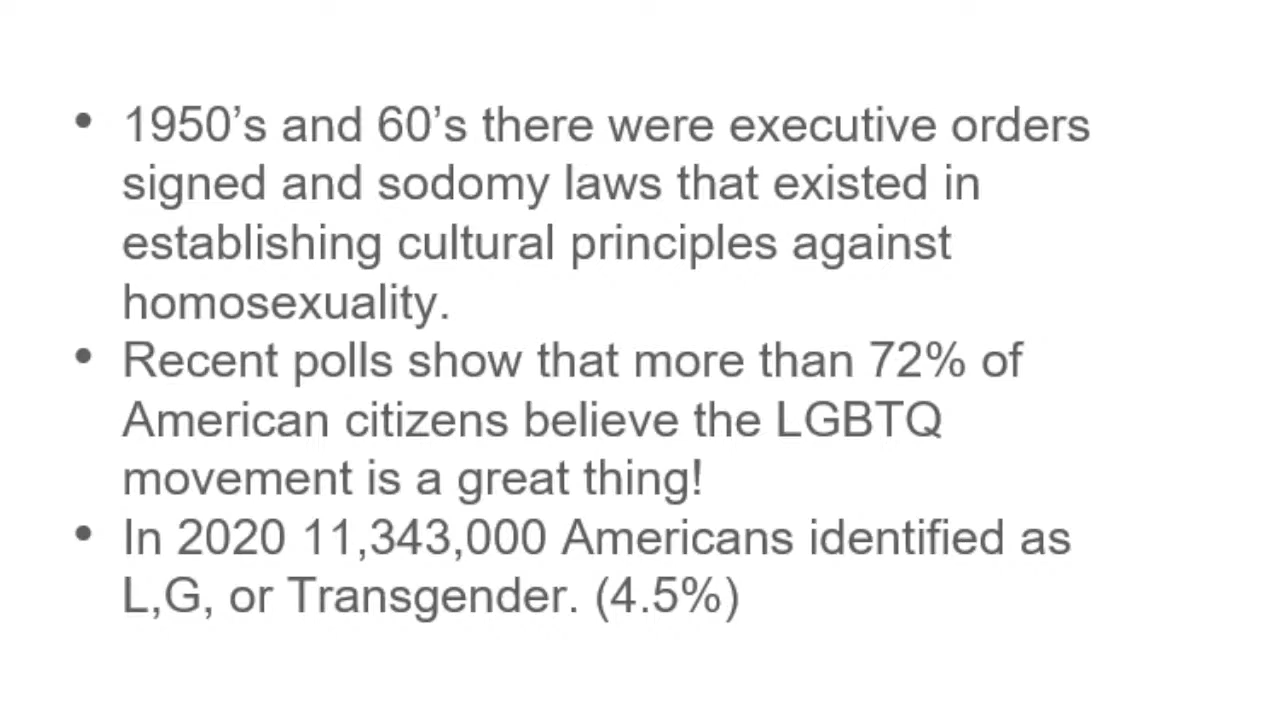 • 1950’s and 60’s there were executive orders
signed and sodomy laws that existed in
establishing cultural principles against
homosexuality.
• Recent polls show that more than 72% of
American citizens believe the LGBTQ
movement is a great thing!
• In 2020 11,343,000 Americans identified as
L,G, or Transgender. (4.5%)